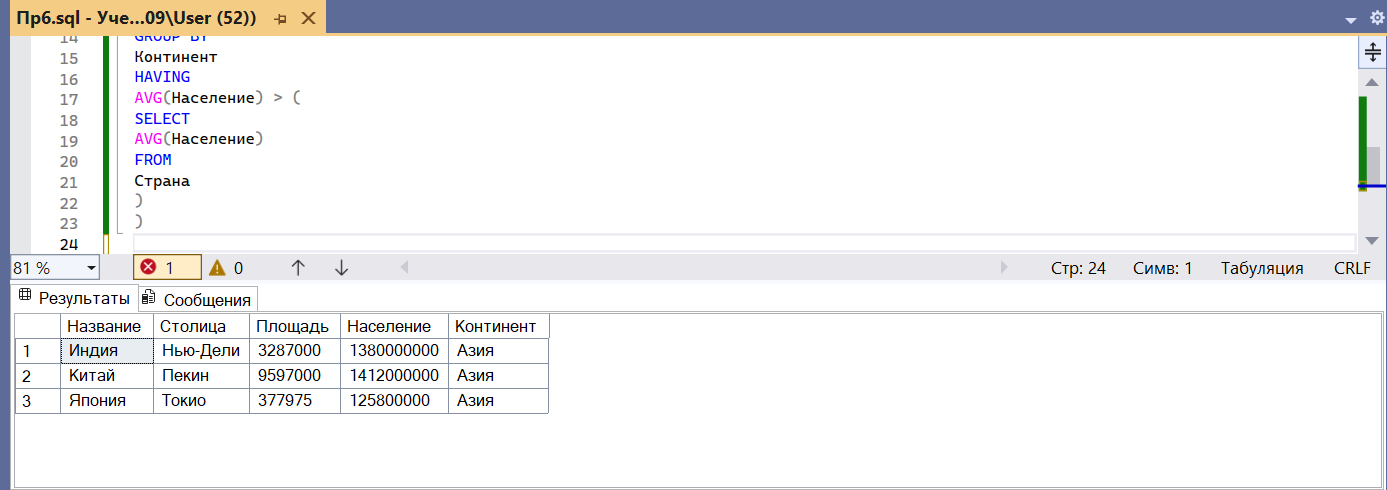 Пр6.sql - Уче...09\User (52))
14 GROUP BY
15 Континент
16 HAVING
17 AVG(Население) > (
18 SELECT
19 AVG(Население)
20 FROM
21 Страна
22 )
23 )
24
81 % 1 0 Стр: 24 Симв: 1 Табуляция CRLF
Результаты Сообщения
Название Столица Площадь Население Континент
1 Индия Нью-Дели 3287000 1380000000 Азия
2 Китай Пекин 9597000 1412000000 Азия
3 Япония Токио 377975 125800000 Азия